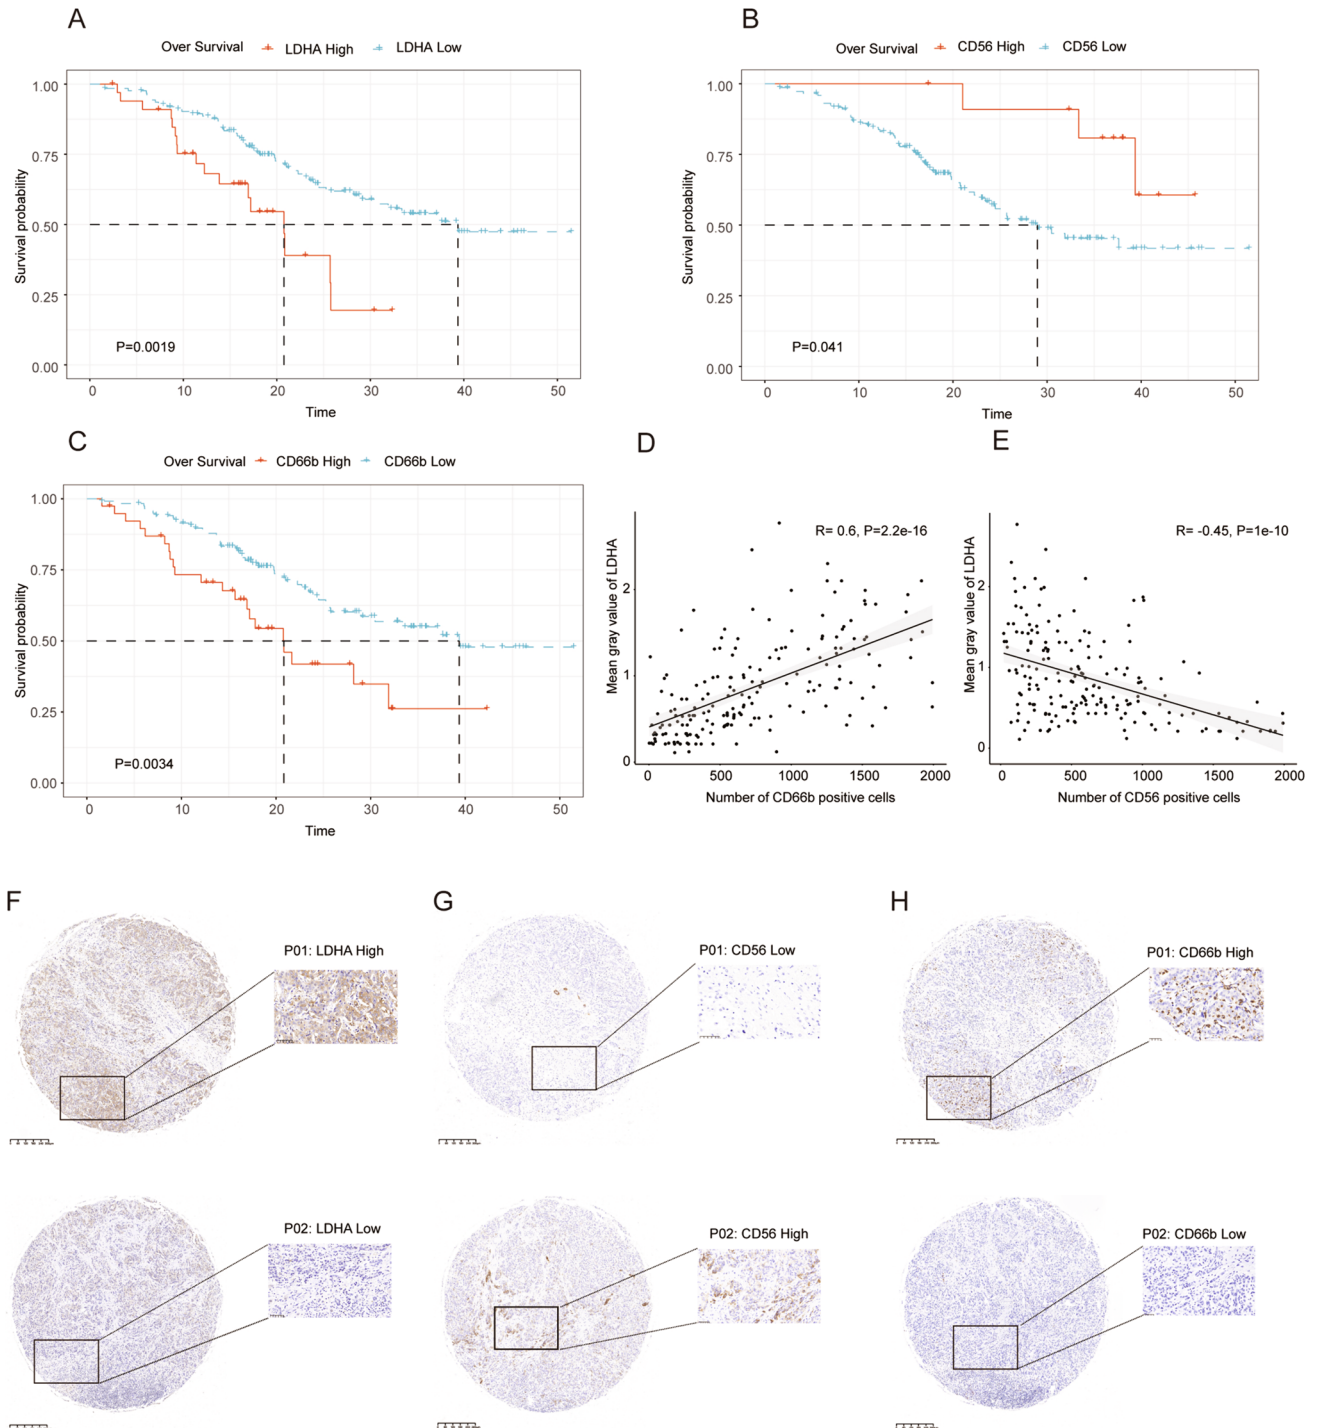 A
Over Survival LDHA High LDHA Low
1.00
0.75
0.50
0.25
0.00
Survival probability
P=0.0019
0 10 20 30 40 50
Time
B
Over Survival CD56 High CD56 Low
1.00
0.75
0.50
0.25
0.00
Survival probability
P=0.041
0 10 20 30 40 50
Time
C
Over Survival CD66b High CD66b Low
1.00
0.75
0.50
0.25
0.00
Survival probability
P=0.0034
0 10 20 30 40 50
Time
D
R= 0.6, P=2.2e-16
Mean gray value of LDHA
2
1
0
0 500 1000 1500 2000
Number of CD66b positive cells
E
R= -0.45, P=1e-10
Mean gray value of LDHA
2
1
0
0 500 1000 1500 2000
Number of CD56 positive cells
F
P01: LDHA High
P02: LDHA Low
G
P01: CD56 Low
P02: CD56 High
H
P01: CD66b High
P02: CD66b Low